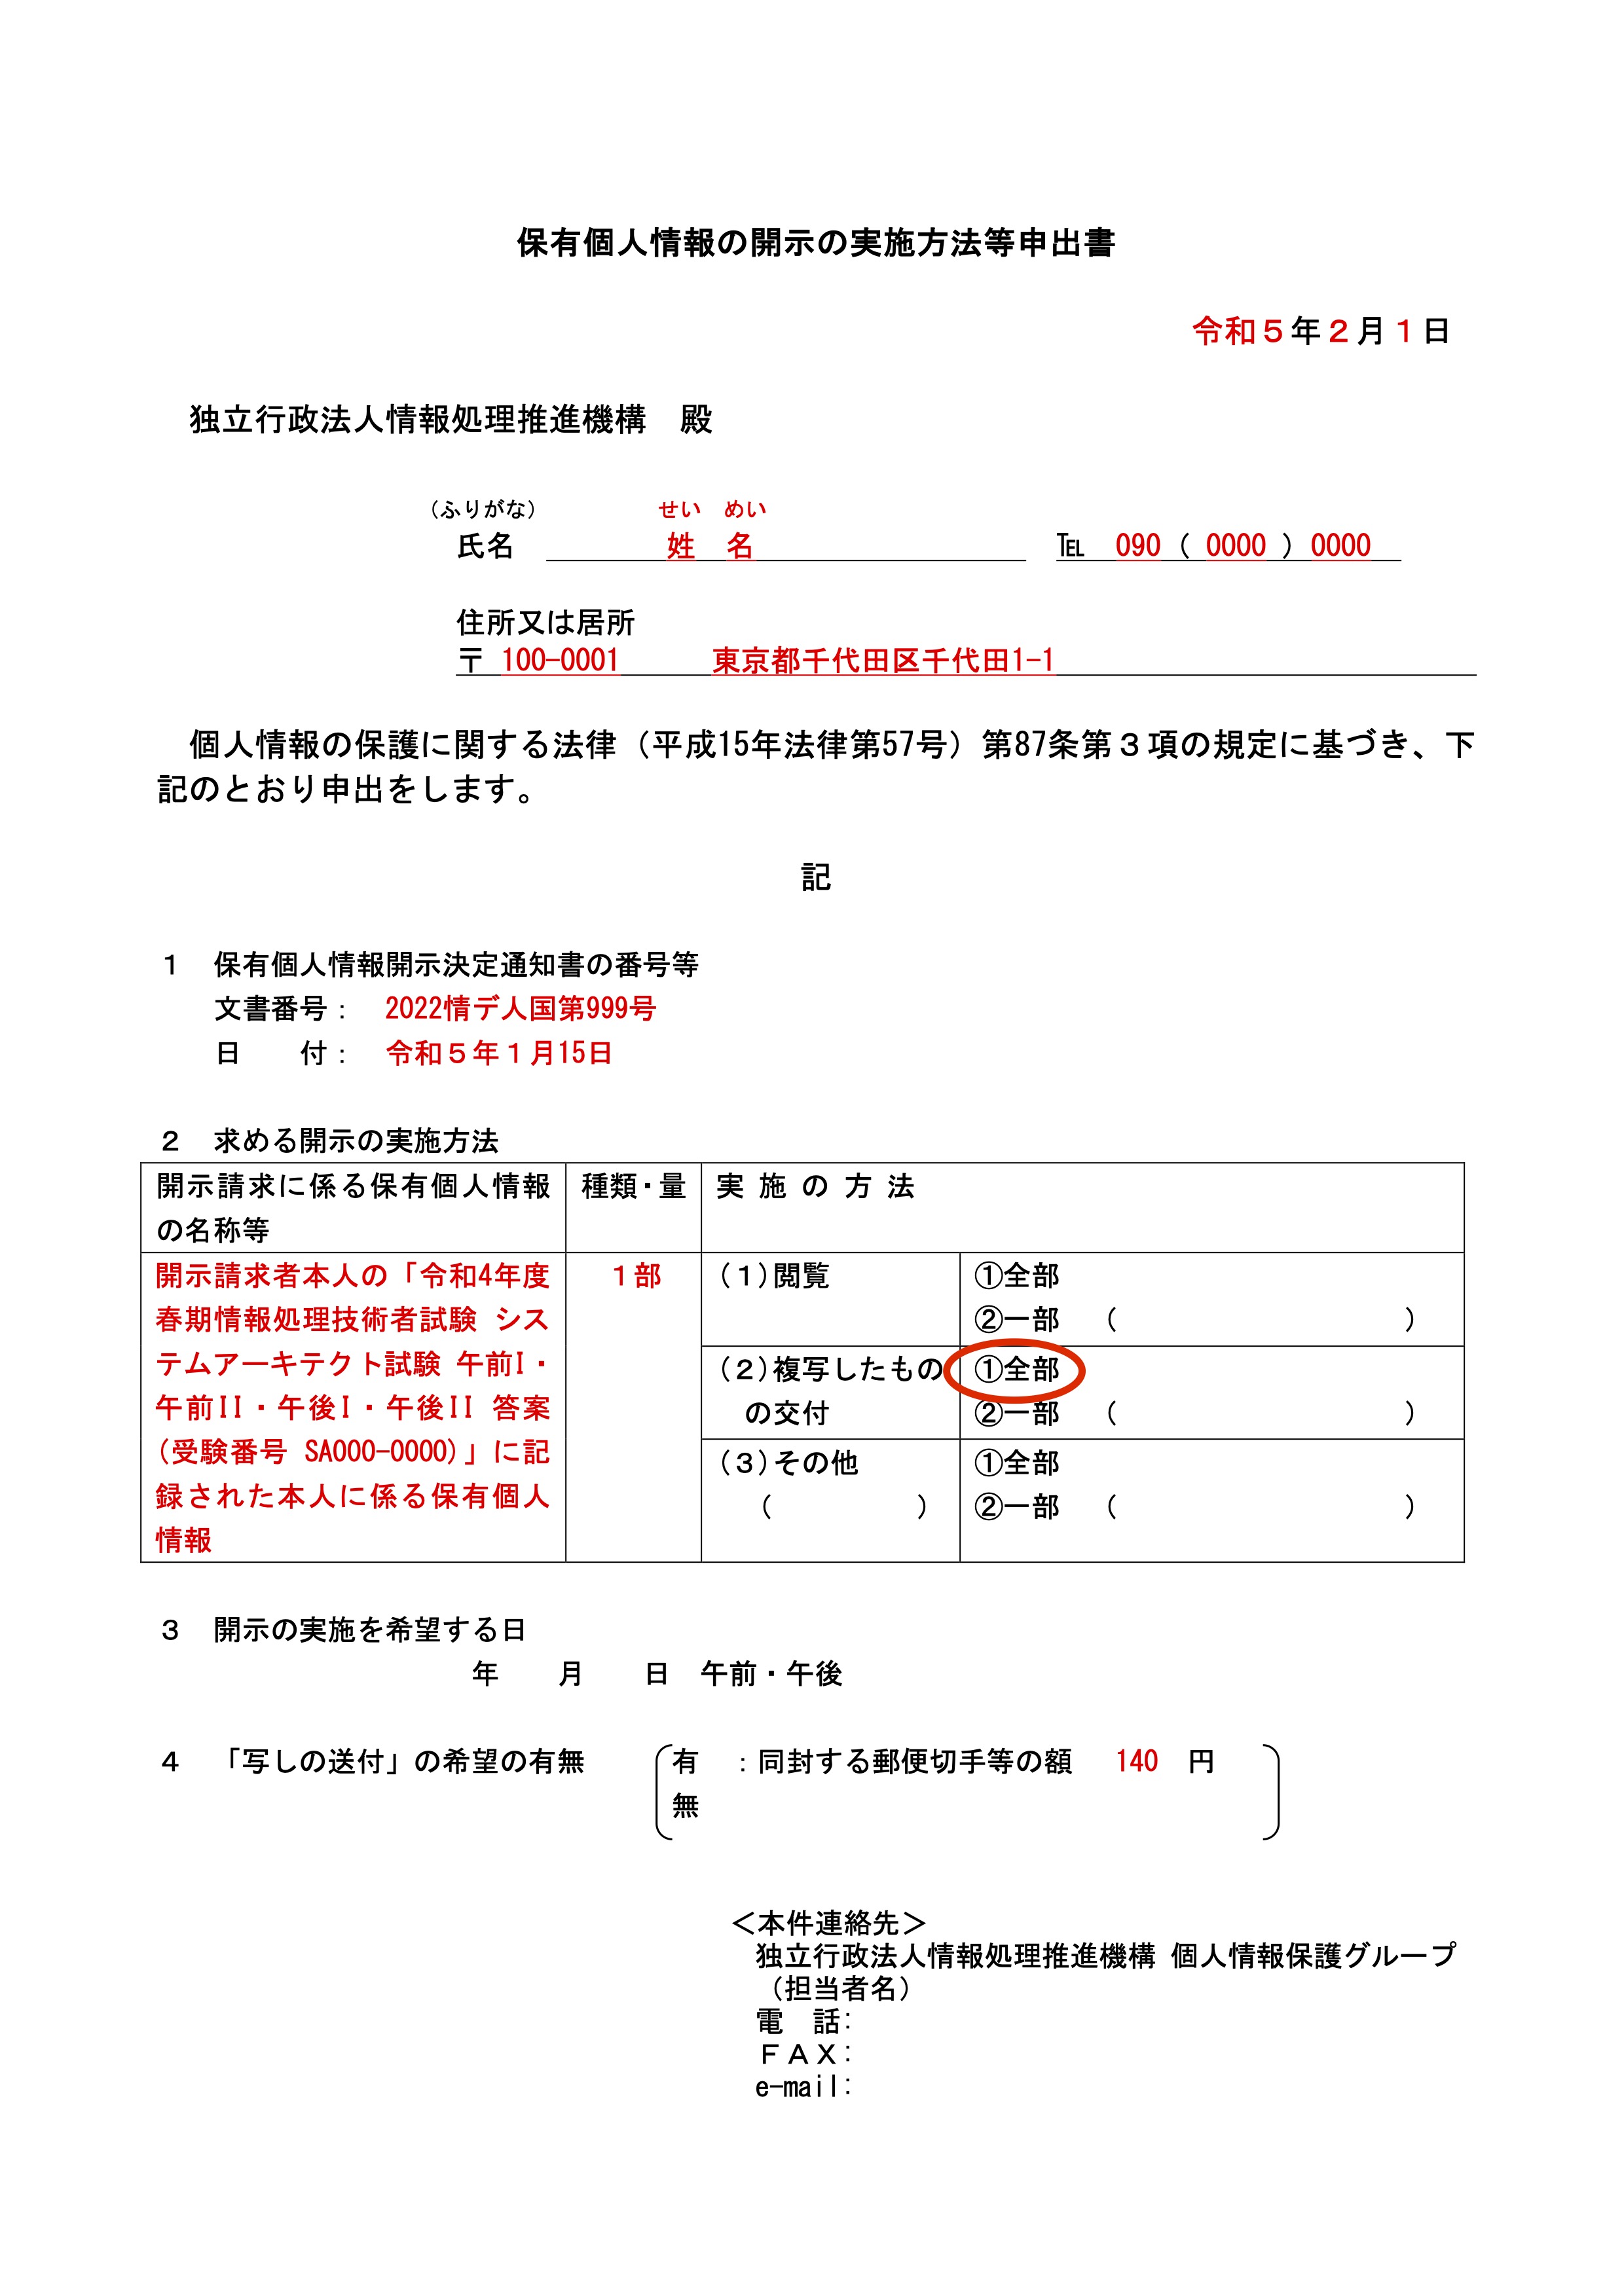 保有個人情報の開示の実施方法等申出書
令和５年２月１日
独立行政法人情報処理推進機構　殿
（ふりがな）　せい　めい
氏名　姓　名　℡　090（ 0000 ）0000
住所又は居所
〒 100-0001　東京都千代田区千代田1-1
個人情報の保護に関する法律（平成15年法律第57号）第87条第３項の規定に基づき、下
記のとおり申出をします。
記
１　保有個人情報開示決定通知書の番号等
文書番号：　2022情デ人国第999号
日　　付：　令和５年１月15日
２　求める開示の実施方法
開示請求に係る保有個人情報
の名称等
種類・量
実 施 の 方 法
開示請求者本人の「令和4年度
春期情報処理技術者試験 シス
テムアーキテクト試験 午前I・
午前II・午後I・午後II 答案
(受験番号 SA000-0000)」に記
録された本人に係る保有個人
情報
１部
(１)閲覧
①全部
②一部　（　　　　　　　　　　）
(２)複写したもの
の交付
①全部
②一部　（　　　　　　　　　　）
(３)その他
（　　　　　）
①全部
②一部　（　　　　　　　　　　）
３　開示の実施を希望する日
年　　月　　日　午前・午後
４　「写しの送付」の希望の有無　有　：同封する郵便切手等の額　140　円
無
＜本件連絡先＞
独立行政法人情報処理推進機構 個人情報保護グループ
（担当者名）
電　話：
ＦＡＸ：
e-mail：